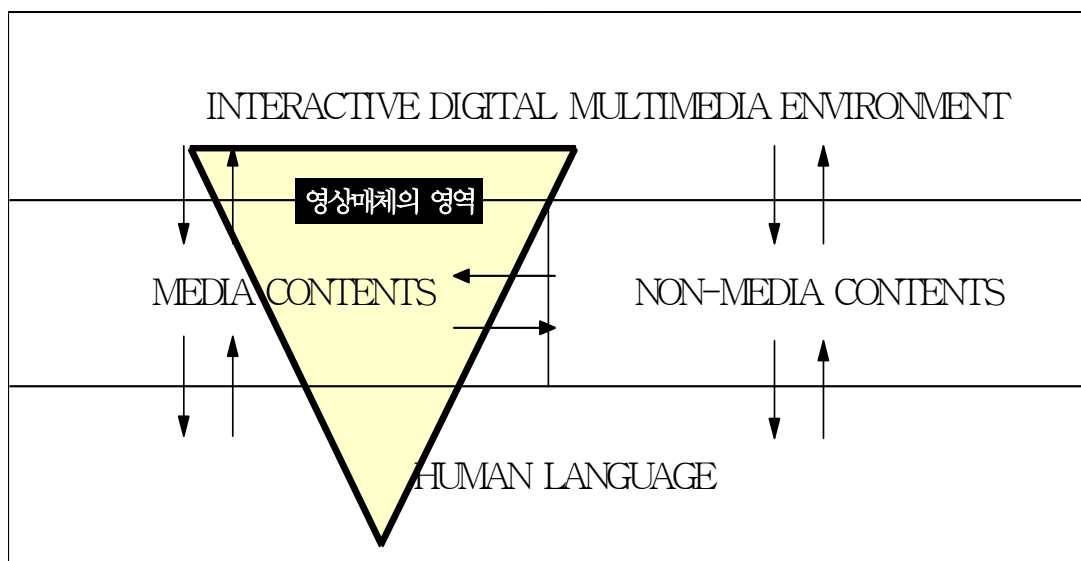 INTERACTIVE DIGITAL MULTIMEDIA ENVIRONMENT
영상매체의 영역
MEDIA CONTENTS
NON-MEDIA CONTENTS
HUMAN LANGUAGE